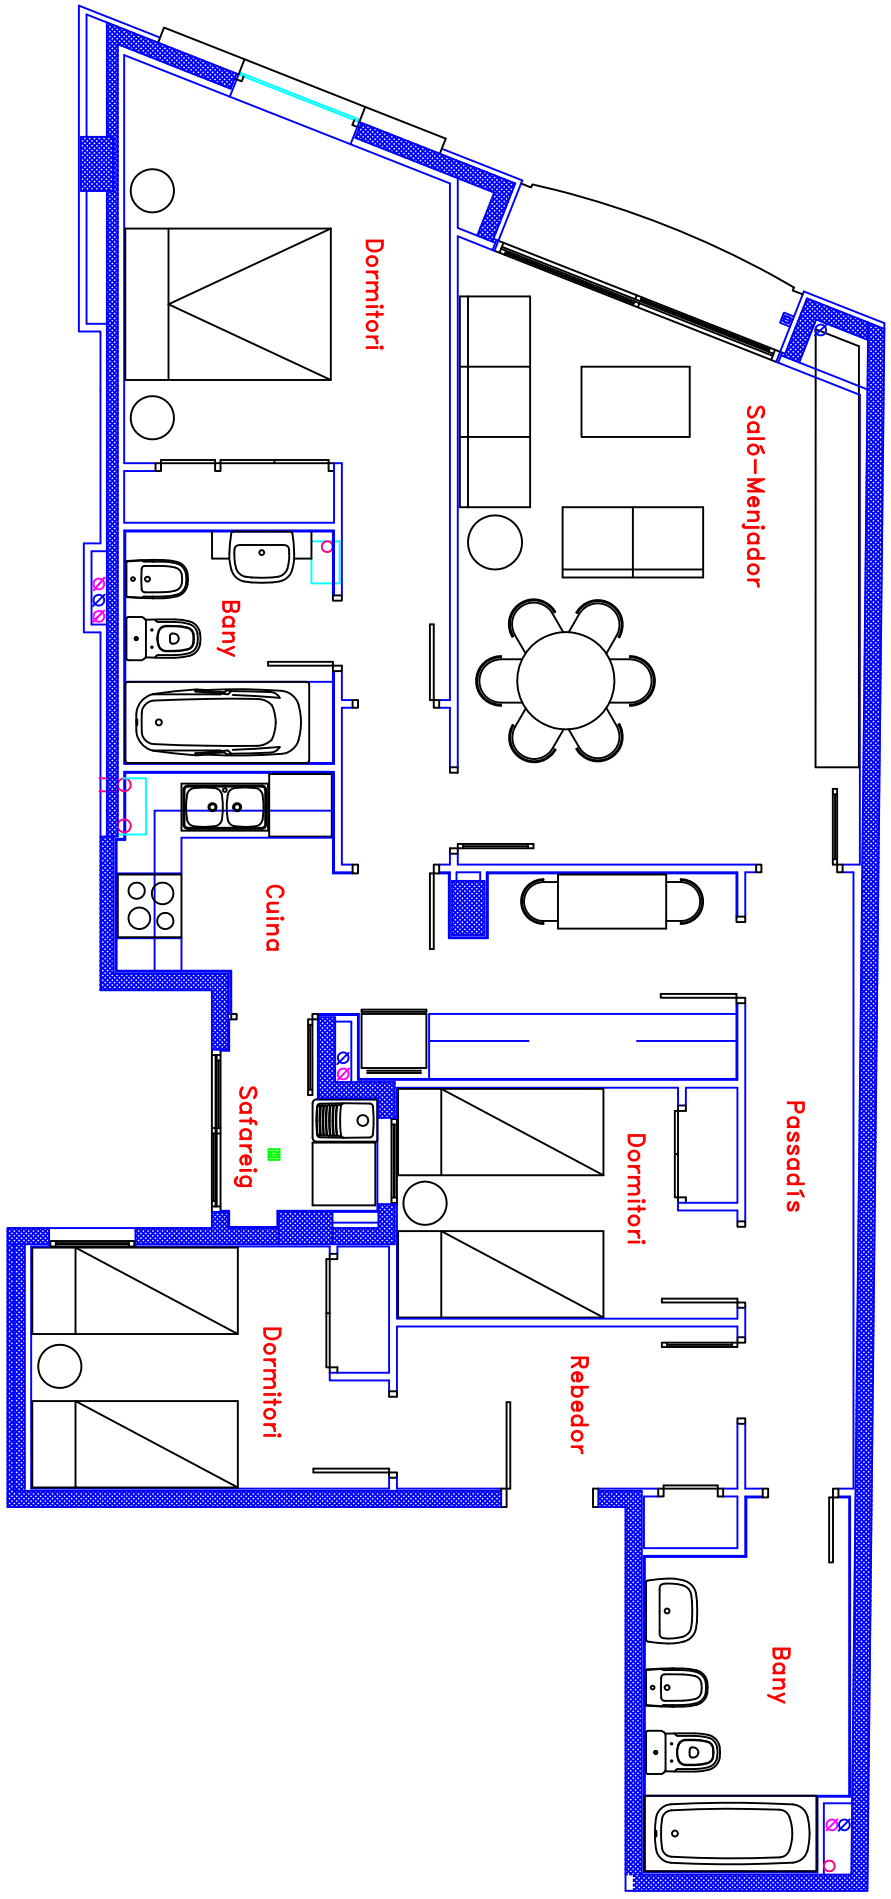 Dormitori
Saló-Menjador
Bany
Cuina
Safareig
Passadís
Dormitori
Dormitori
Rebedor
Bany